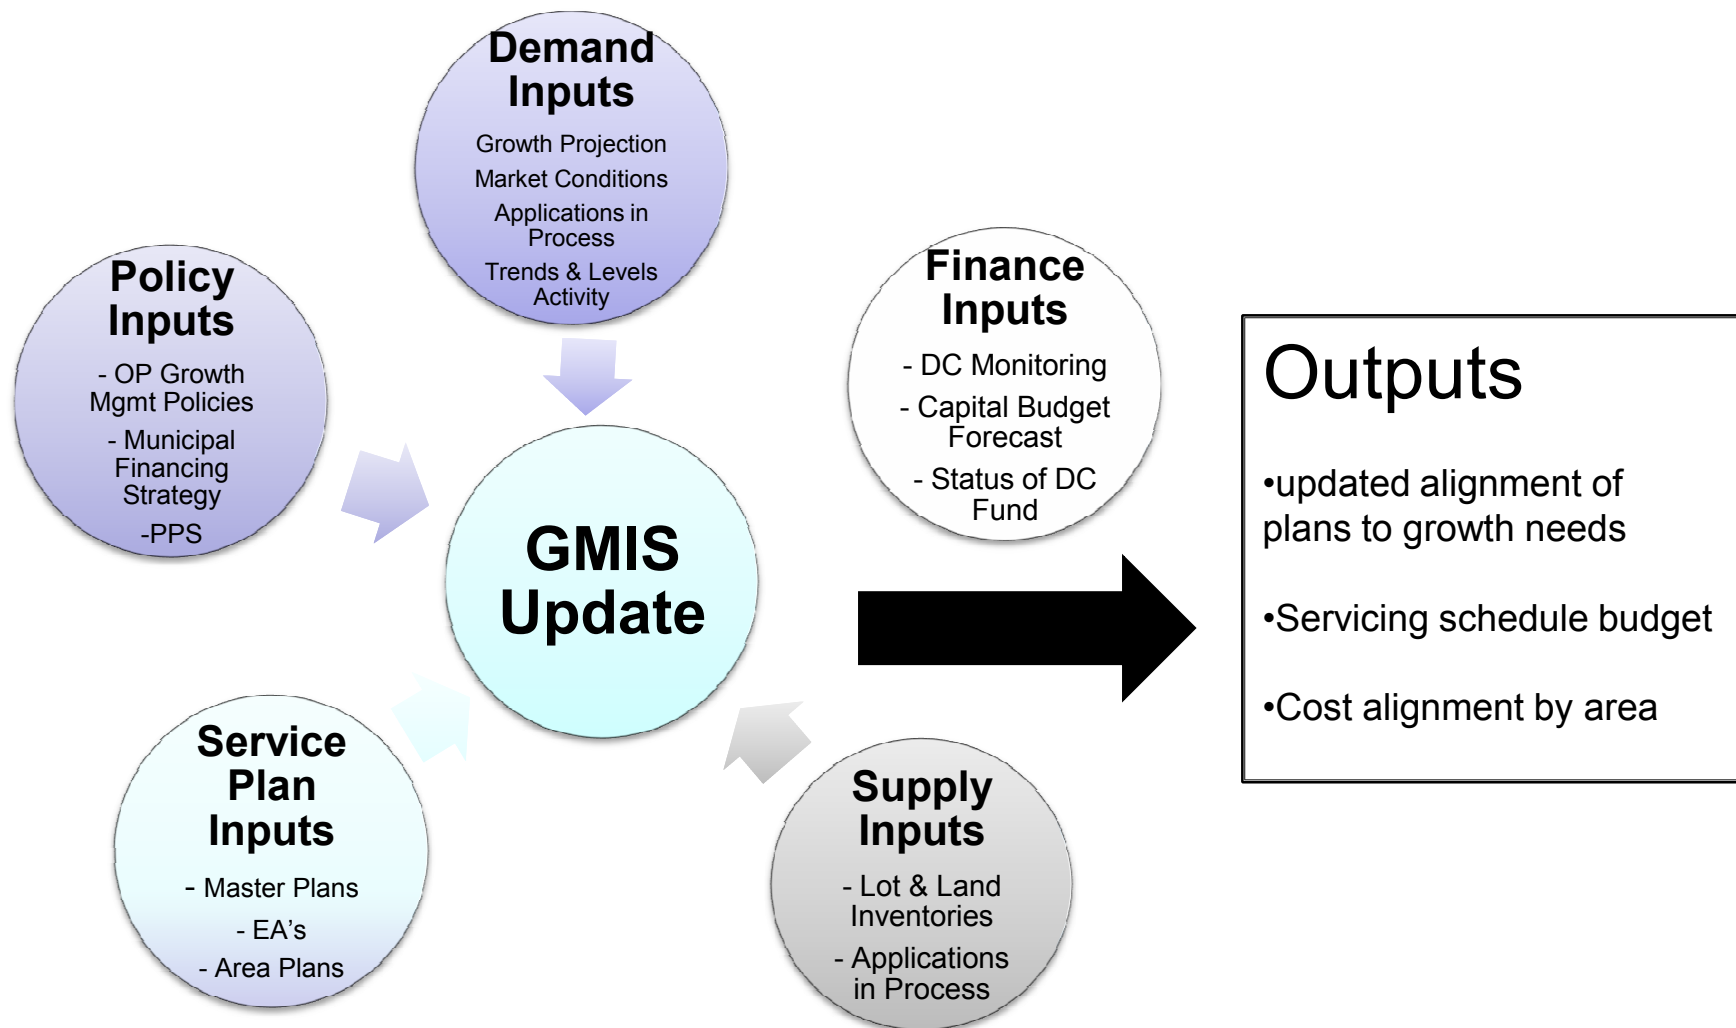 Demand
Inputs
Growth Projection
Market Conditions
Applications in
Process
Trends & Levels
Activity
Policy
Inputs
- OP Growth
Mgmt Policies
- Municipal
Financing
Strategy
-PPS
Finance
Inputs
- DC Monitoring
- Capital Budget
Forecast
- Status of DC
Fund
GMIS
Update
Service
Plan
Inputs
- Master Plans
- EA’s
- Area Plans
Supply
Inputs
- Lot & Land
Inventories
- Applications
in Process
Outputs
•updated alignment of
plans to growth needs
•Servicing schedule budget
•Cost alignment by area